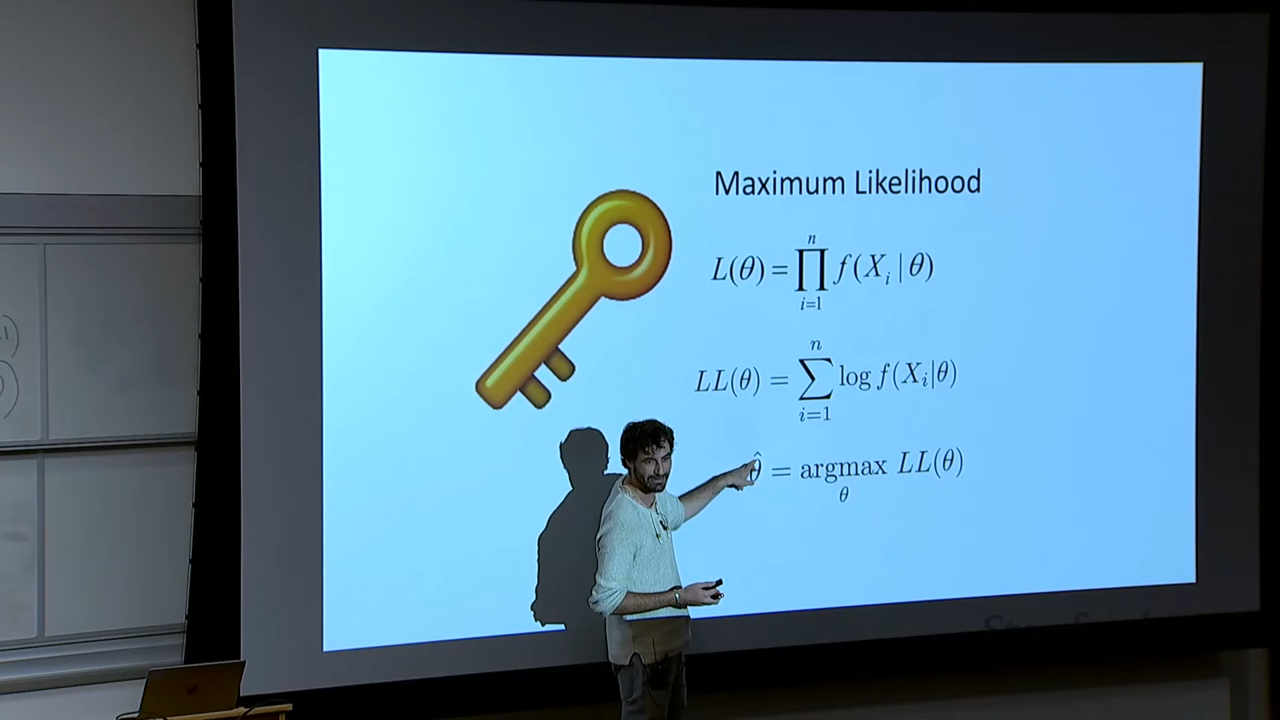 Maximum Likelihood
L(θ) = ∏_{i=1}^{n} f(X_i | θ)
LL(θ) = ∑_{i=1}^{n} log f(X_i|θ)
θ̂ = argmax_θ LL(θ)